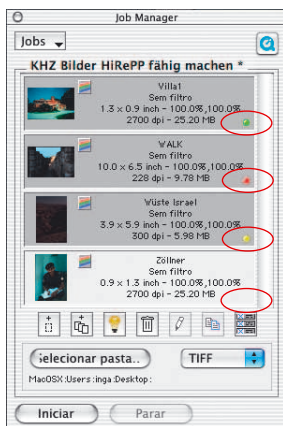 Job Manager
Jobs
KHZ Bilder HiRePP fähig machen *
Villa1
Sem filtro
1.3 x 0.9 inch - 100.0%,100.0%
2700 dpi - 25.20 MB
WALK
Sem filtro
10.0 x 6.5 inch - 100.0%,100.0%
228 dpi - 9.78 MB
Wüste Israel
Sem filtro
3.9 x 5.9 inch - 100.0%,100.0%
300 dpi - 5.98 MB
Zöllner
Sem filtro
0.9 x 1.3 inch - 100.0%,100.0%
2700 dpi - 25.20 MB
Selecionar pasta..
TIFF
MacOSX:Users:inga:Desktop:
Iniciar
Parar